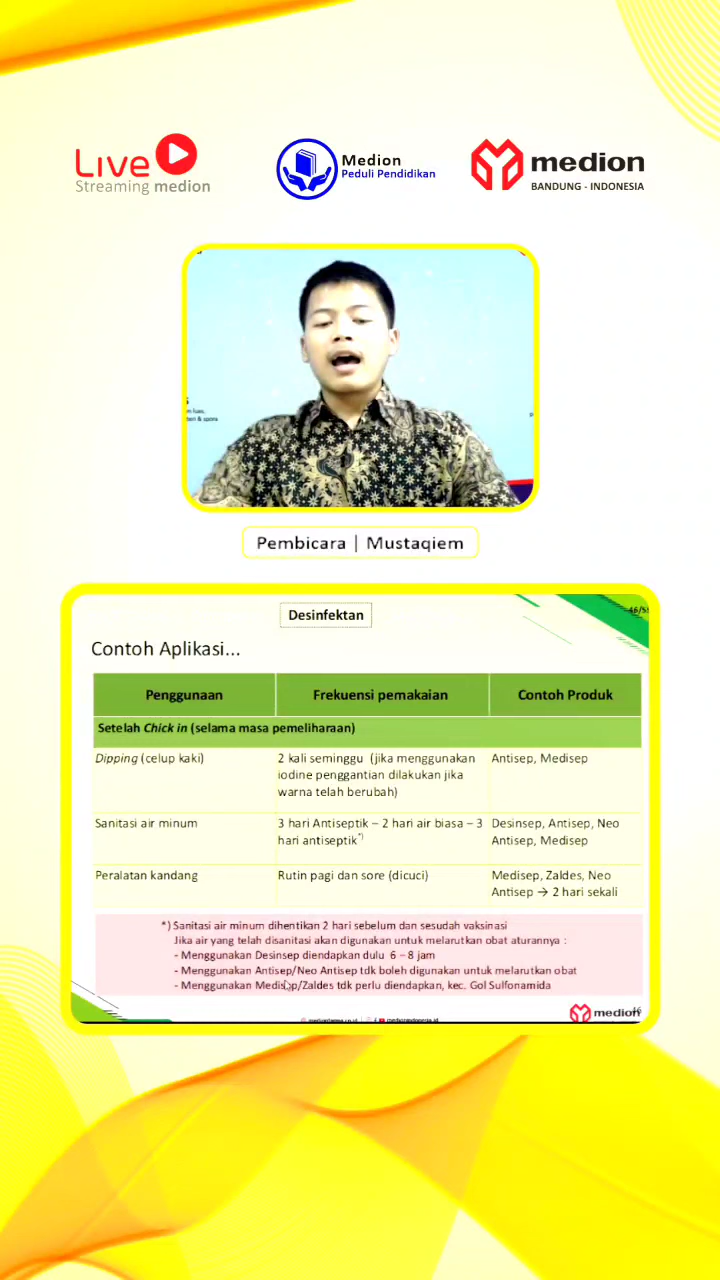 Live
Streaming medion
Medion
Peduli Pendidikan
medion
BANDUNG - INDONESIA
Pembicara | Mustaqiem
Desinfektan
Contoh Aplikasi...
Penggunaan Frekuensi pemakaian Contoh Produk
Setelah Chick in (selama masa pemeliharaan)
Dipping (celup kaki)
2 kali seminggu (jika menggunakan
iodine penggantian dilakukan jika
warna telah berubah)
Antisep, Medisep
Sanitasi air minum
3 hari Antiseptik – 2 hari air biasa – 3
hari antiseptik*)
Desinsep, Antisep, Neo
Antisep, Medisep
Peralatan kandang
Rutin pagi dan sore (dicuci)
Medisep, Zaldes, Neo
Antisep → 2 hari sekali
*) Sanitasi air minum dihentikan 2 hari sebelum dan sesudah vaksinasi
Jika air yang telah disanitasi akan digunakan untuk melarutkan obat aturannya :
- Menggunakan Desinsep diendapkan dulu 6 – 8 jam
- Menggunakan Antisep/Neo Antisep tdk boleh digunakan untuk melarutkan obat
- Menggunakan Medisep/Zaldes tdk perlu diendapkan, kec. Gol Sulfonamida
medion